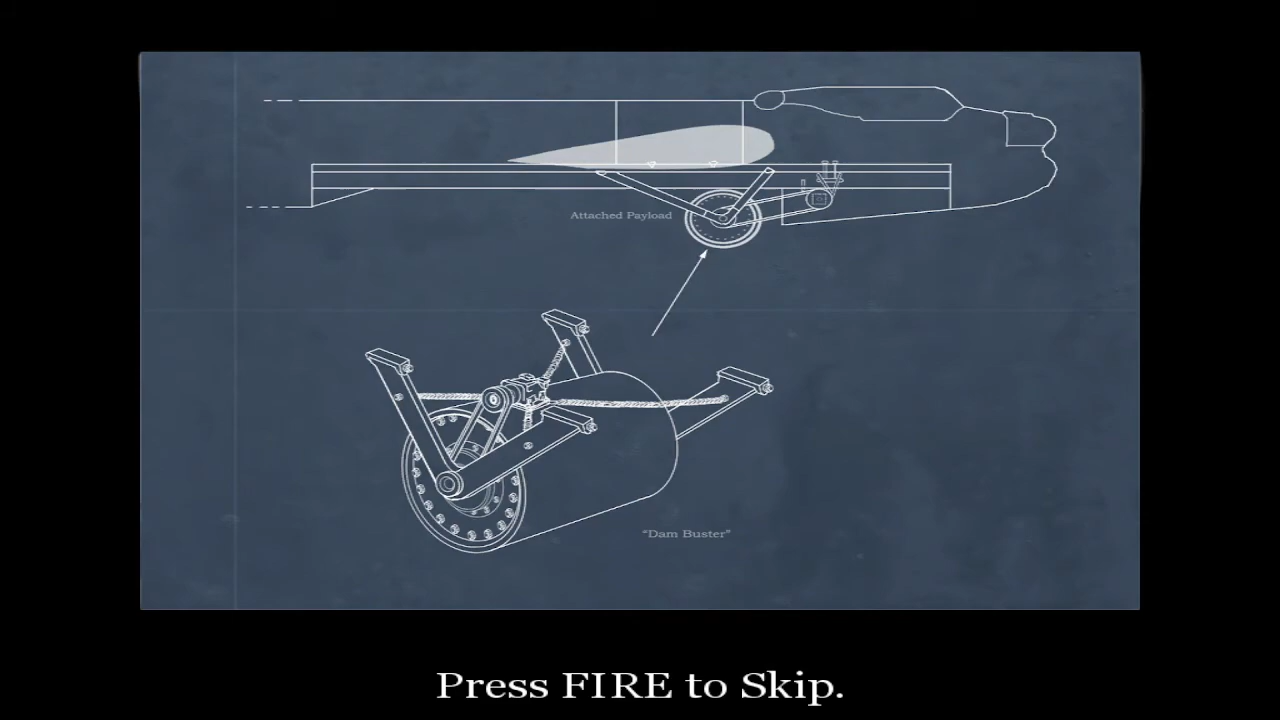 Attached Payload
“Dam Buster”
Press FIRE to Skip.